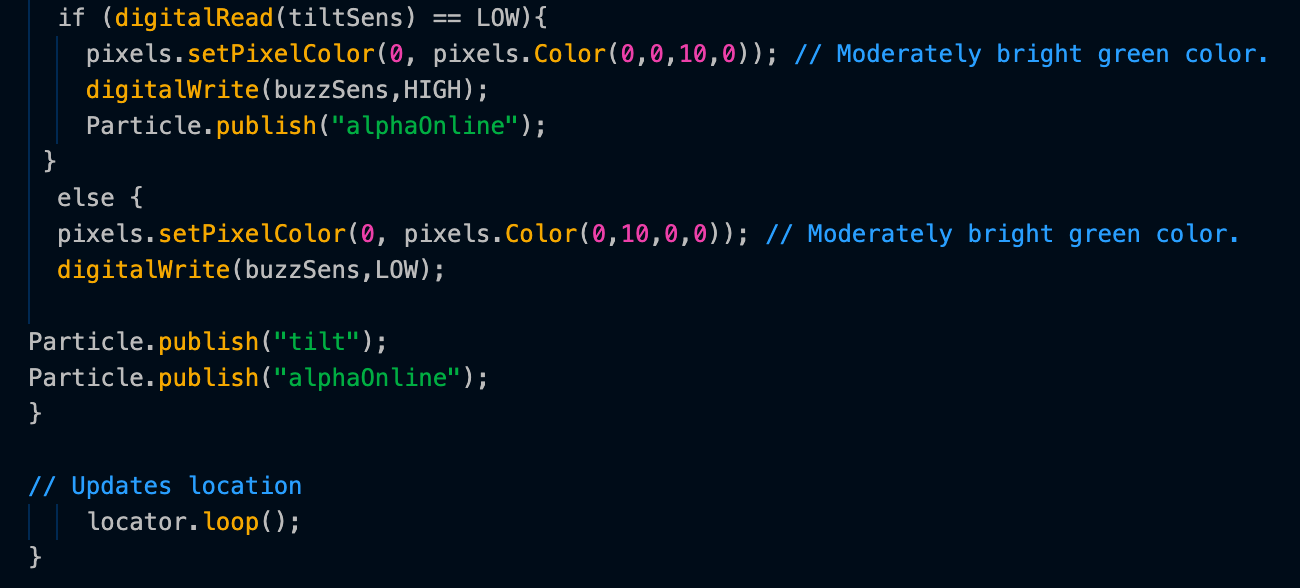 if (digitalRead(tiltSens) == LOW){
pixels.setPixelColor(0, pixels.Color(0,0,10,0)); // Moderately bright green color.
digitalWrite(buzzSens,HIGH);
Particle.publish("alphaOnline");
}
else {
pixels.setPixelColor(0, pixels.Color(0,10,0,0)); // Moderately bright green color.
digitalWrite(buzzSens,LOW);
Particle.publish("tilt");
Particle.publish("alphaOnline");
}
// Updates location
locator.loop();
}